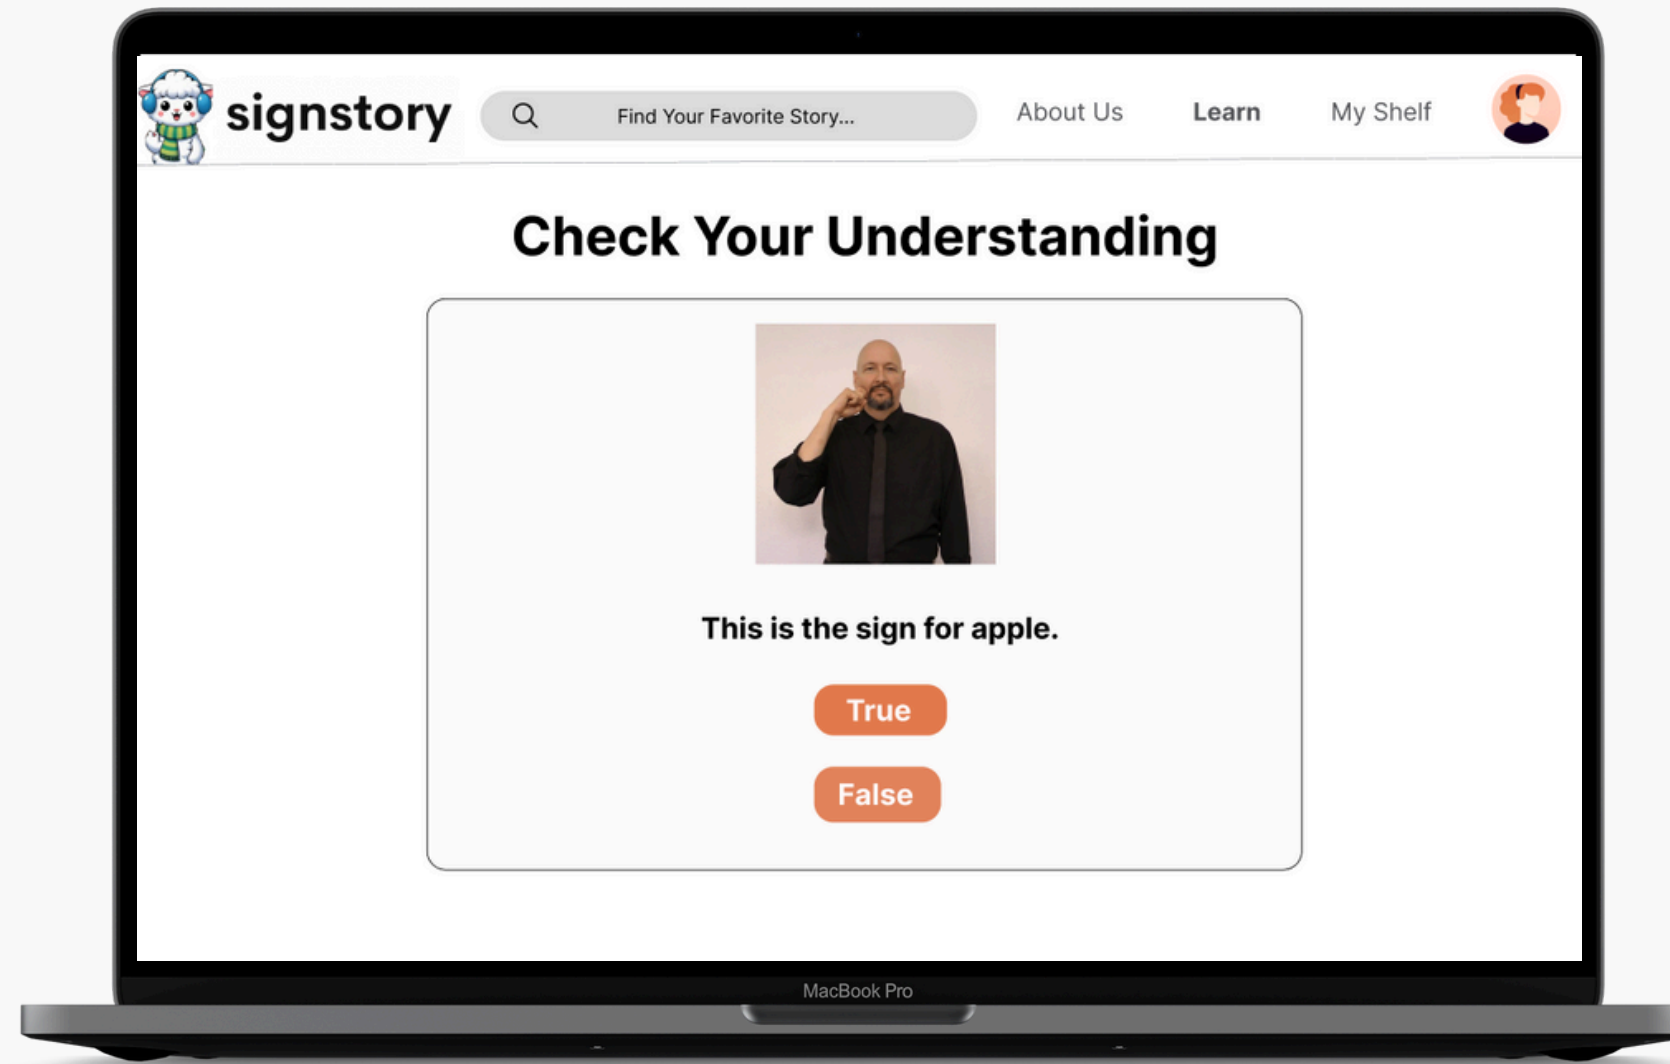 signstory
Find Your Favorite Story...
About Us
Learn
My Shelf
Check Your Understanding
This is the sign for apple.
True
False
MacBook Pro